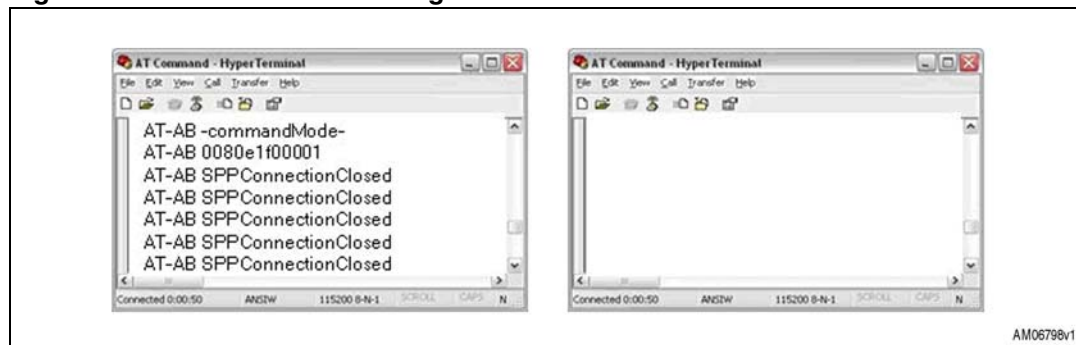 AT Command - HyperTerminal
File Edit View Call Transfer Help
AT-AB -commandMode-
AT-AB 0080e1f00001
AT-AB SPPConnectionClosed
AT-AB SPPConnectionClosed
AT-AB SPPConnectionClosed
AT-AB SPPConnectionClosed
AT-AB SPPConnectionClosed
Connected 0:00:50 ANSIW 115200 8-N-1 SCROLL CAPS N
AT Command - HyperTerminal
File Edit View Call Transfer Help
Connected 0:00:50 ANSIW 115200 8-N-1 SCROLL CAPS N
AM06798v1